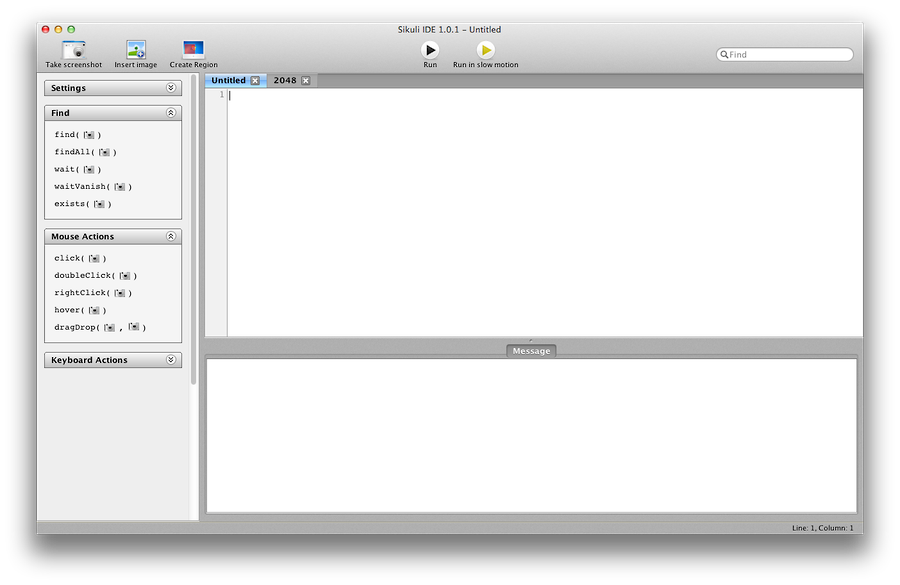 Sikuli IDE 1.0.1 – Untitled
Take screenshot Insert image Create Region Run Run in slow motion Find
Settings
Find
find( )
findAll( )
wait( )
waitVanish( )
exists( )
Mouse Actions
click( )
doubleClick( )
rightClick( )
hover( )
dragDrop( , )
Keyboard Actions
Untitled 2048
1
Message
Line: 1, Column: 1